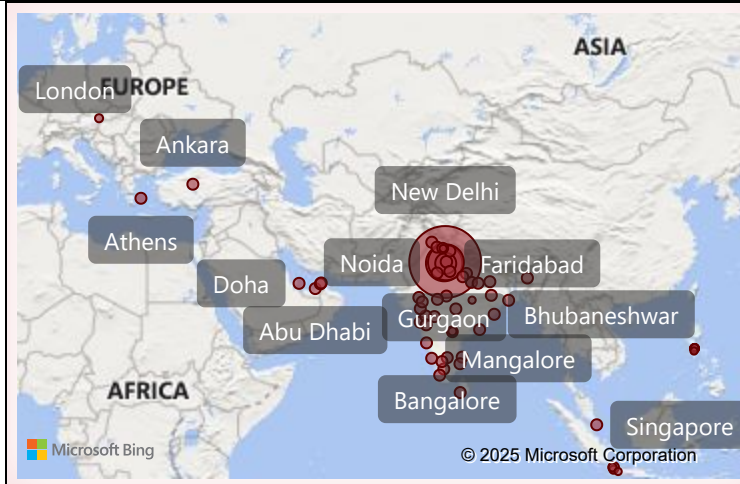 ASIA
EUROPE
London
Ankara
New Delhi
Athens
Noida
Faridabad
Doha
Abu Dhabi
Gurgaon
Bhubaneshwar
Mangalore
AFRICA
Bangalore
Singapore
Microsoft Bing
© 2025 Microsoft Corporation